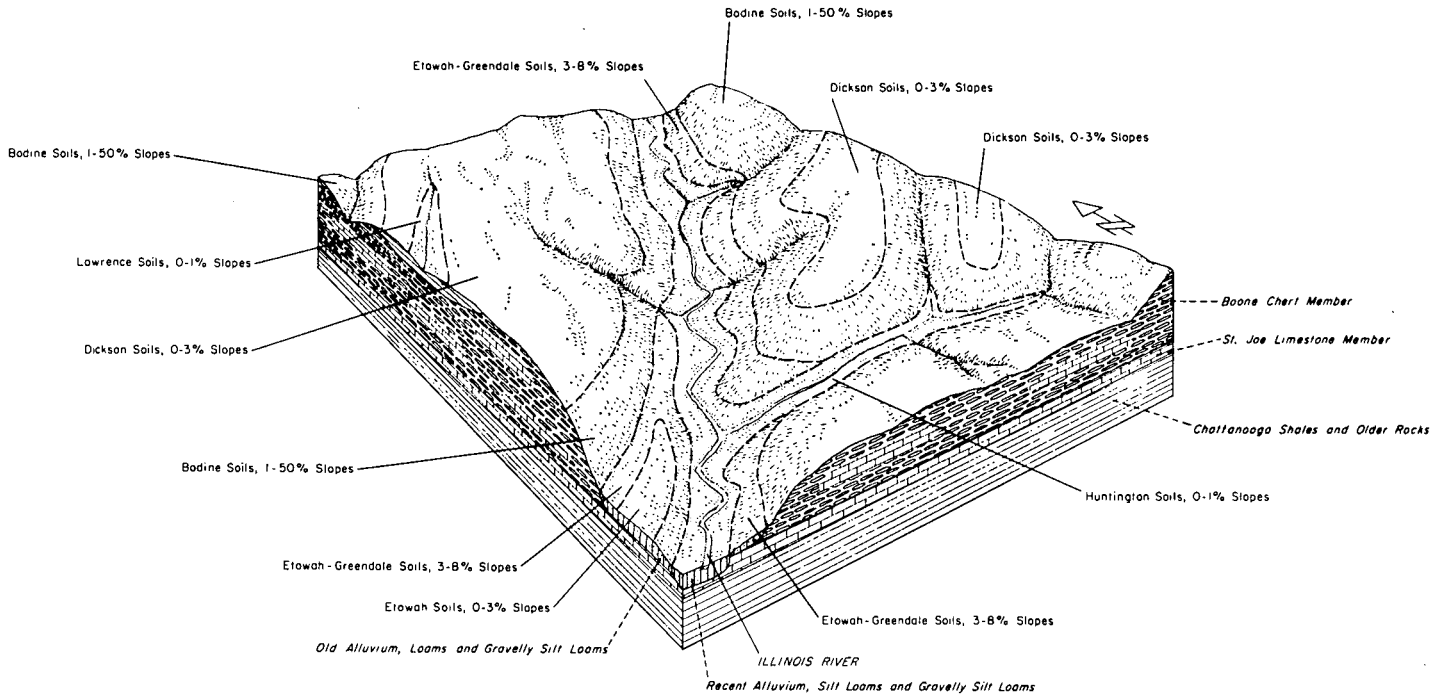 Bodine Soils, 1-50% Slopes
Etowah-Greendale Soils, 3-8% Slopes
Dickson Soils, 0-3% Slopes
Dickson Soils, 0-3% Slopes
Bodine Soils, 1-50% Slopes
Lawrence Soils, 0-1% Slopes
Boone Chert Member
St. Joe Limestone Member
Dickson Soils, 0-3% Slopes
Chattanooga Shales and Older Rocks
Bodine Soils, 1-50% Slopes
Huntington Soils, 0-1% Slopes
Etowah-Greendale Soils, 3-8% Slopes
Etowah Soils, 0-3% Slopes
Etowah-Greendale Soils, 3-8% Slopes
Old Alluvium, Loams and Gravelly Silt Loams
ILLINOIS RIVER
Recent Alluvium, Silt Loams and Gravelly Silt Loams